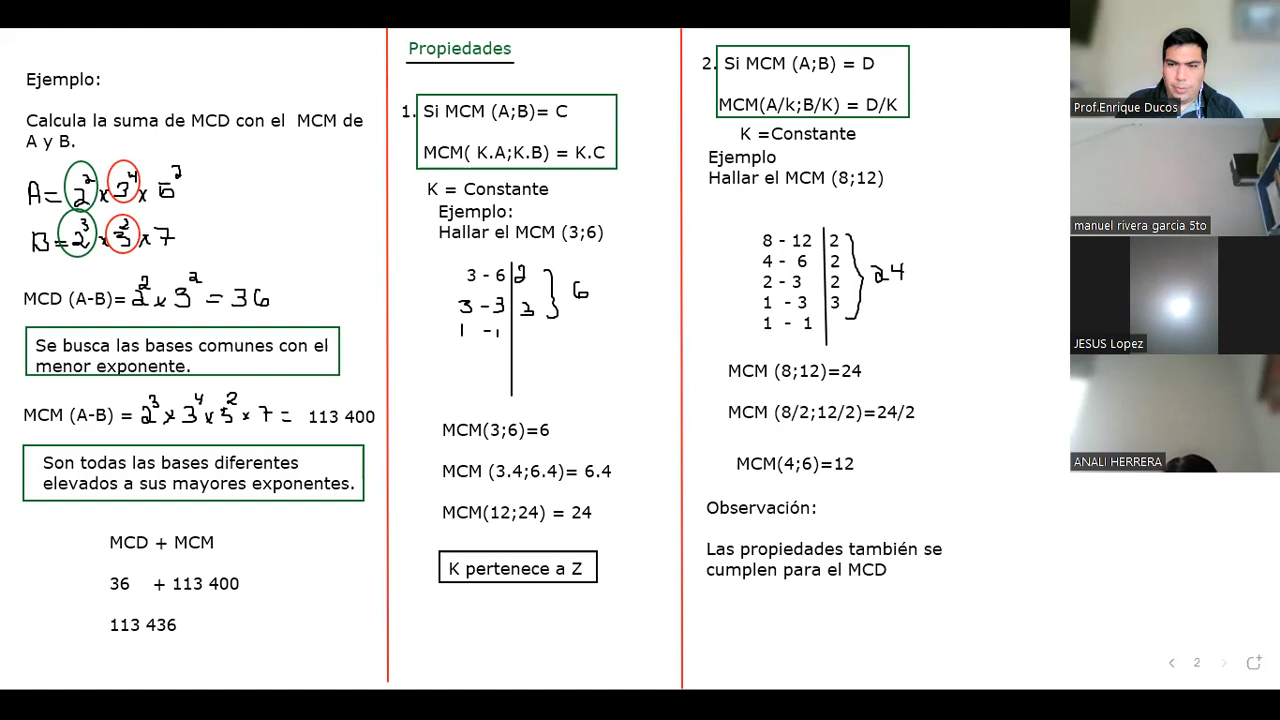 Ejemplo:
Calcula la suma de MCD con el MCM de
A y B.
A= 2² x 3⁴ x 5²
B= 2³ x 3² x 7
MCD (A-B)= 2² x 3² = 36
Se busca las bases comunes con el
menor exponente.
MCM (A-B) = 2³ x 3⁴ x 5² x 7 = 113 400
Son todas las bases diferentes
elevados a sus mayores exponentes.
MCD + MCM
36 + 113 400
113 436
Propiedades
1. Si MCM (A;B)= C
MCM( K.A;K.B) = K.C
K = Constante
Ejemplo:
Hallar el MCM (3;6)
3 - 6 2
3 - 3 3 6
1 - 1
MCM(3;6)=6
MCM (3.4;6.4)= 6.4
MCM(12;24) = 24
K pertenece a Z
2. Si MCM (A;B) = D
MCM(A/k;B/K) = D/K
K =Constante
Ejemplo
Hallar el MCM (8;12)
8 - 12 2
4 - 6 2
2 - 3 2 24
1 - 3 3
1 - 1
MCM (8;12)=24
MCM (8/2;12/2)=24/2
MCM(4;6)=12
Observación:
Las propiedades también se
cumplen para el MCD
Prof.Enrique Ducos
manuel rivera garcia 5to
JESUS Lopez
ANALI HERRERA
2